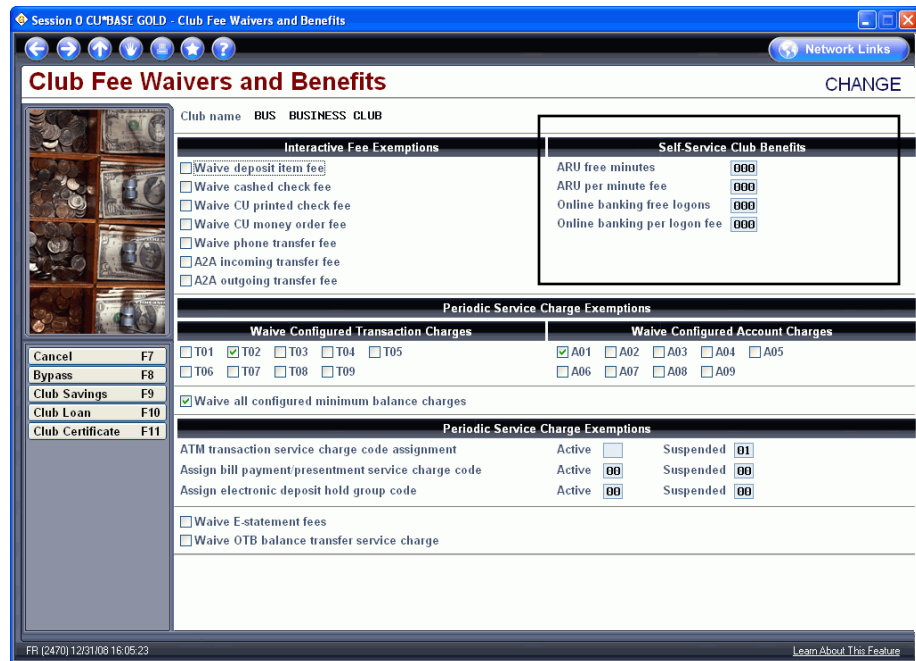 Session 0 CU*BASE GOLD - Club Fee Waivers and Benefits
Network Links
Club Fee Waivers and Benefits
CHANGE
Club name BUS BUSINESS CLUB
Interactive Fee Exemptions
Waive deposit item fee
Waive cashed check fee
Waive CU printed check fee
Waive CU money order fee
Waive phone transfer fee
A2A incoming transfer fee
A2A outgoing transfer fee
Self-Service Club Benefits
ARU free minutes 000
ARU per minute fee 000
Online banking free logons 000
Online banking per logon fee 000
Periodic Service Charge Exemptions
Waive Configured Transaction Charges
T01 T02 T03 T04 T05
T06 T07 T08 T09
Waive Configured Account Charges
A01 A02 A03 A04 A05
A06 A07 A08 A09
Waive all configured minimum balance charges
Periodic Service Charge Exemptions
ATM transaction service charge code assignment Active Suspended 01
Assign bill payment/presentment service charge code Active 00 Suspended 00
Assign electronic deposit hold group code Active 00 Suspended 00
Waive E-statement fees
Waive OTB balance transfer service charge
Cancel F7
Bypass F8
Club Savings F9
Club Loan F10
Club Certificate F11
FR (2470) 12/31/08 16:05:23
Learn About This Feature